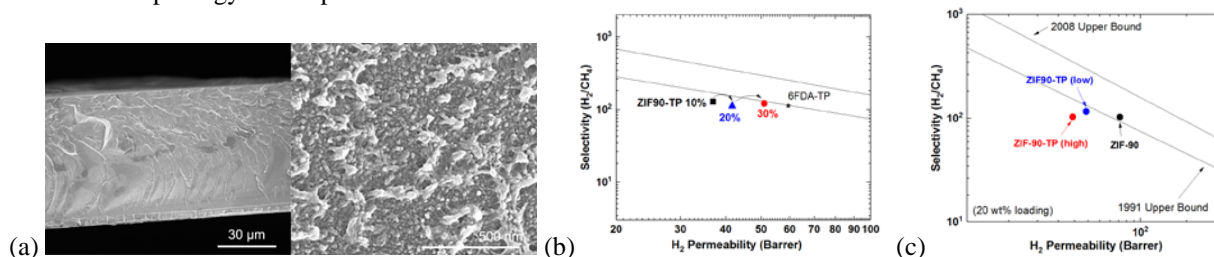 (a)
30 µm
500 nm
(b)
Selectivity (H2/CH4)
10³
10²
10¹
ZIF90-TP 10%
20%
30%
6FDA-TP
20 30 40 50 60 70 80 90 100
H2 Permeability (Barrer)
(c)
Selectivity (H2/CH4)
10³
10²
10¹
2008 Upper Bound
ZIF90-TP (low)
ZIF-90-TP (high)
ZIF-90
(20 wt% loading)
1991 Upper Bound
10²
H2 Permeability (Barrer)